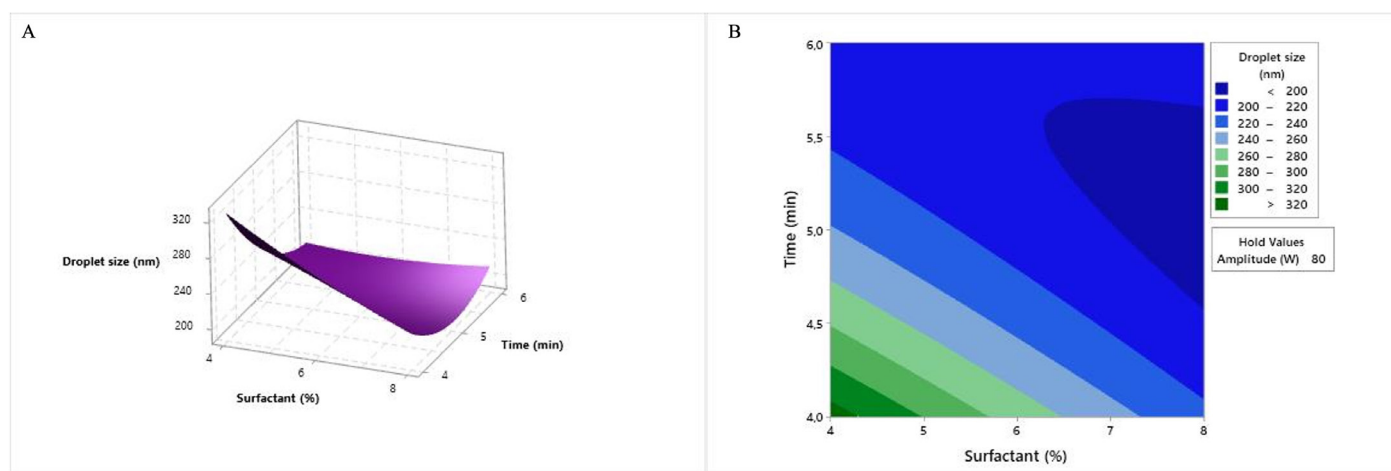 A
320
280
240
200
Droplet size (nm)
4
6
8
Surfactant (%)
4
5
6
Time (min)
B
6,0
5,5
5,0
4,5
4,0
Time (min)
4
5
6
7
8
Surfactant (%)
Droplet size
(nm)
< 200
200 – 220
220 – 240
240 – 260
260 – 280
280 – 300
300 – 320
> 320
Hold Values
Amplitude (W) 80